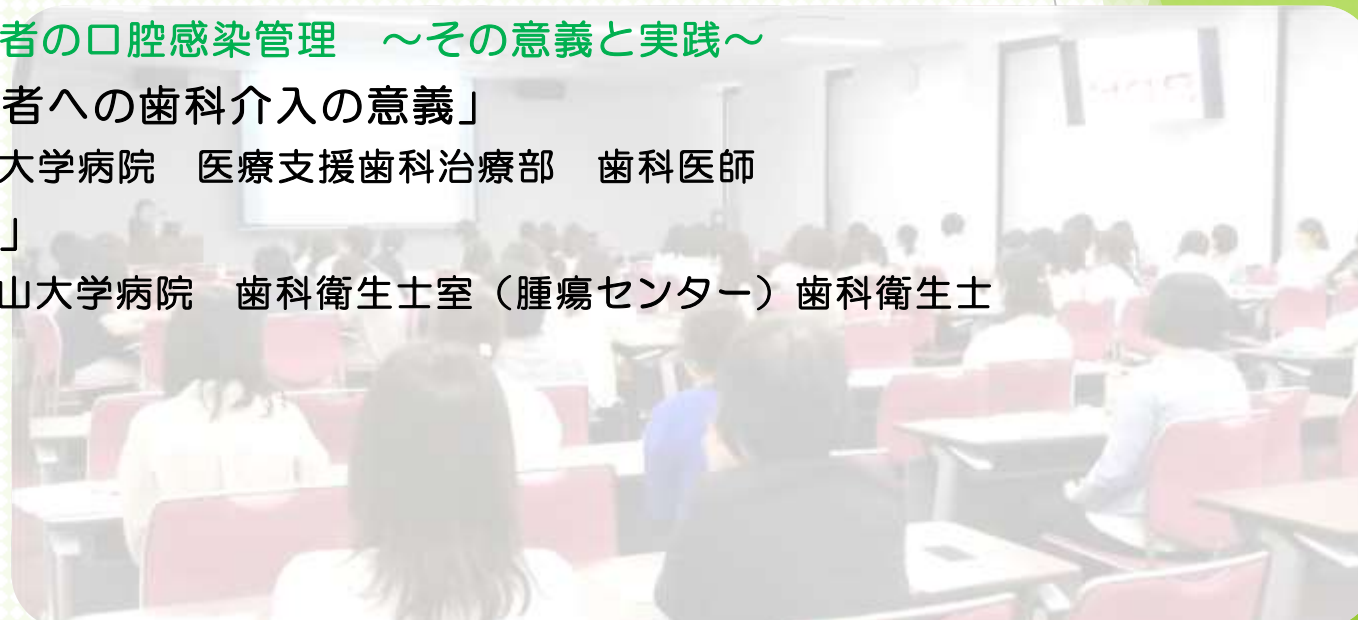 者の口腔感染管理　～その意義と実践～
者への歯科介入の意義」
大学病院　医療支援歯科治療部　歯科医師
」
山大学病院　歯科衛生士室（腫瘍センター）歯科衛生士